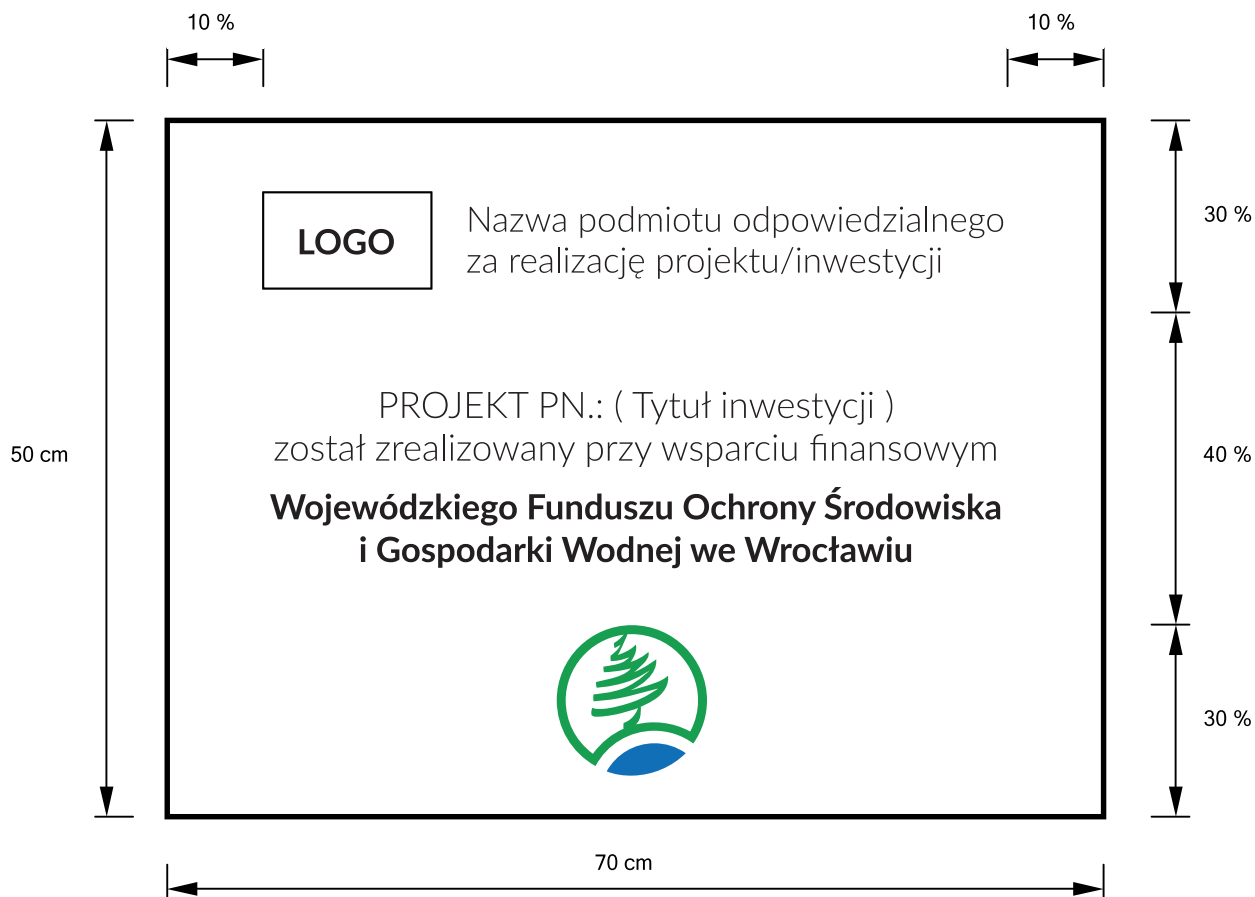 10 %
10 %
LOGO
Nazwa podmiotu odpowiedzialnego
za realizację projektu/inwestycji
30 %
PROJEKT PN.: ( Tytuł inwestycji )
został zrealizowany przy wsparciu finansowym
50 cm
40 %
Wojewódzkiego Funduszu Ochrony Środowiska
i Gospodarki Wodnej we Wrocławiu
30 %
70 cm